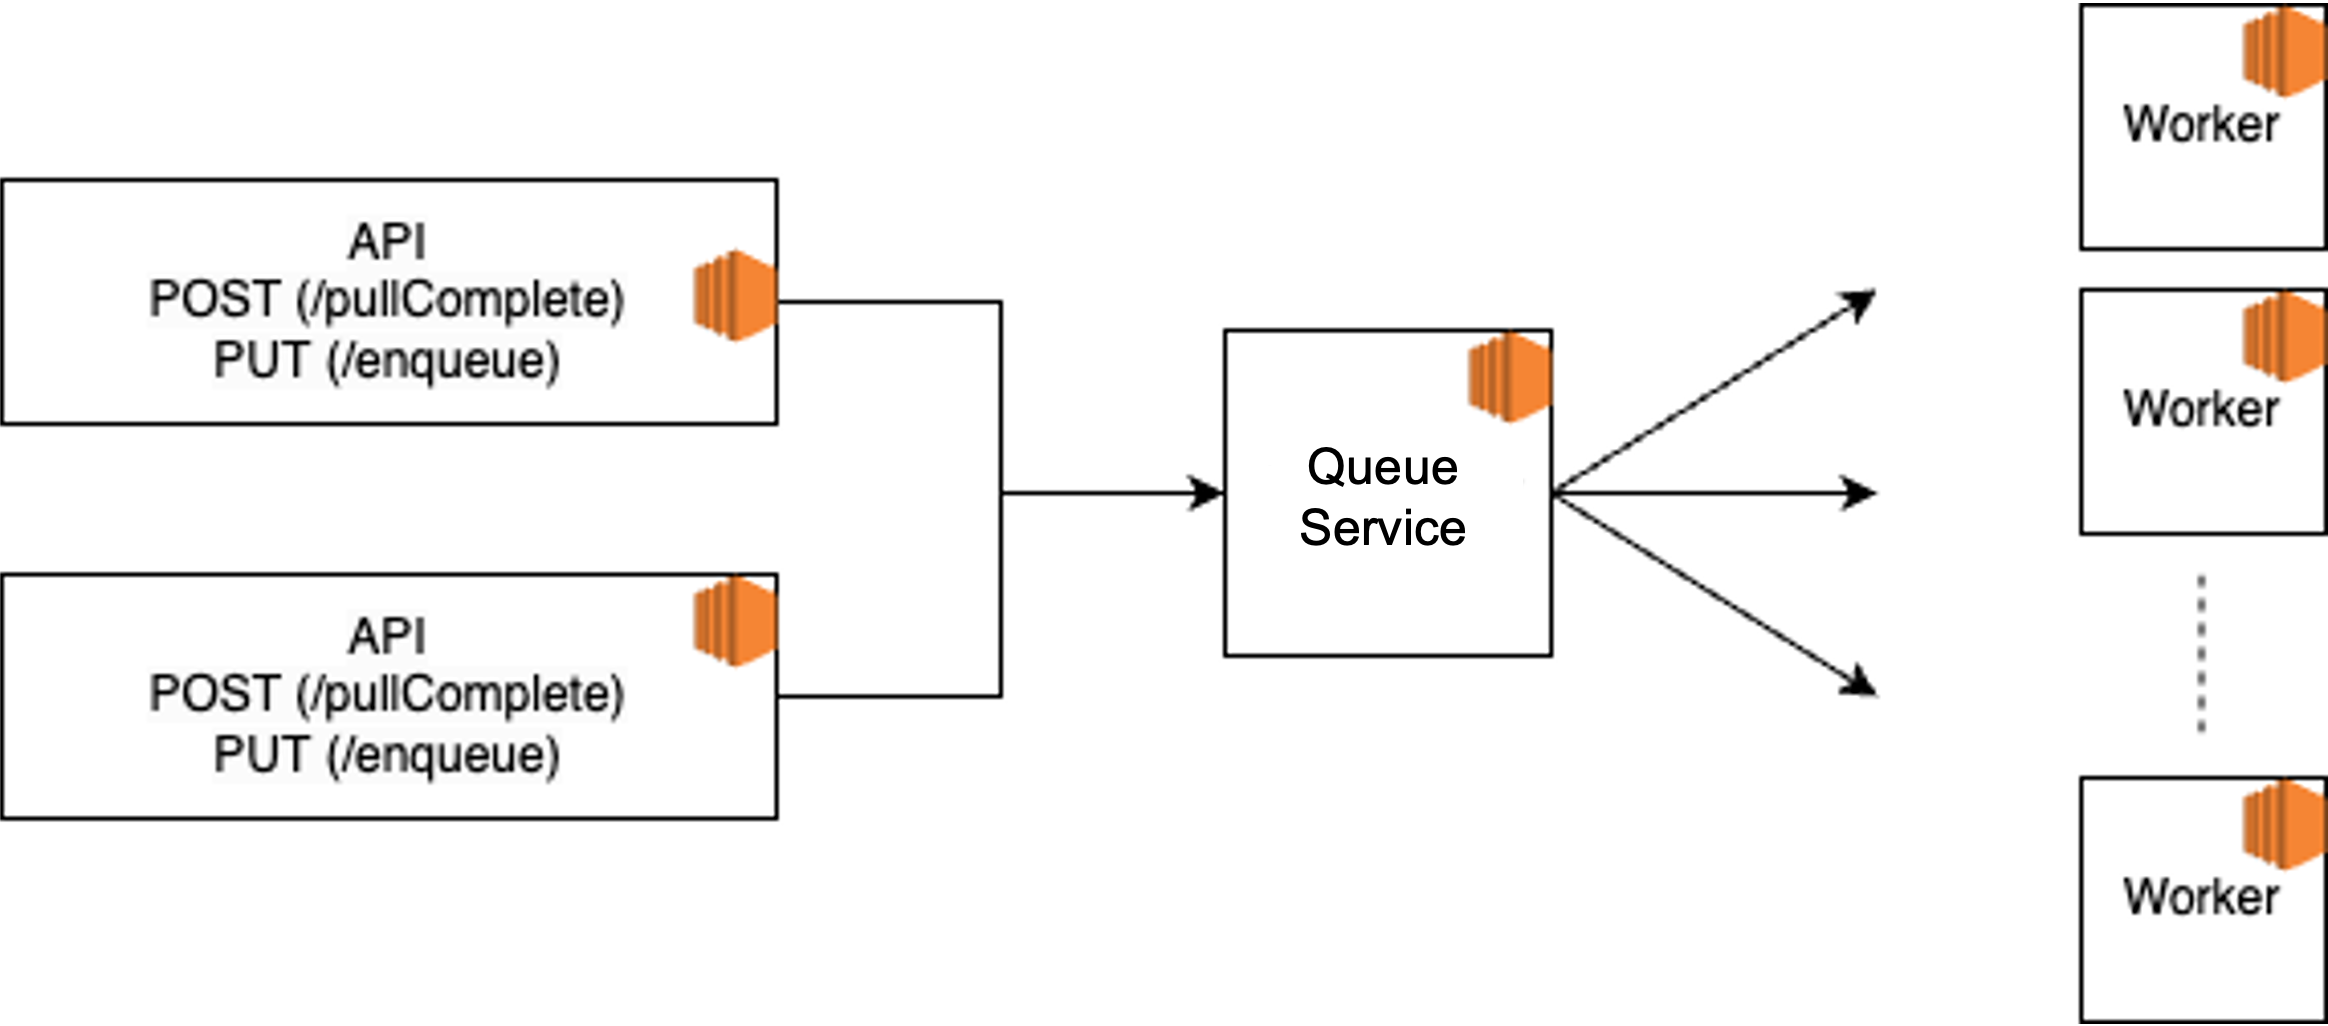 API
POST (/pullComplete)
PUT (/enqueue)
API
POST (/pullComplete)
PUT (/enqueue)
Queue
Service
Worker
Worker
Worker